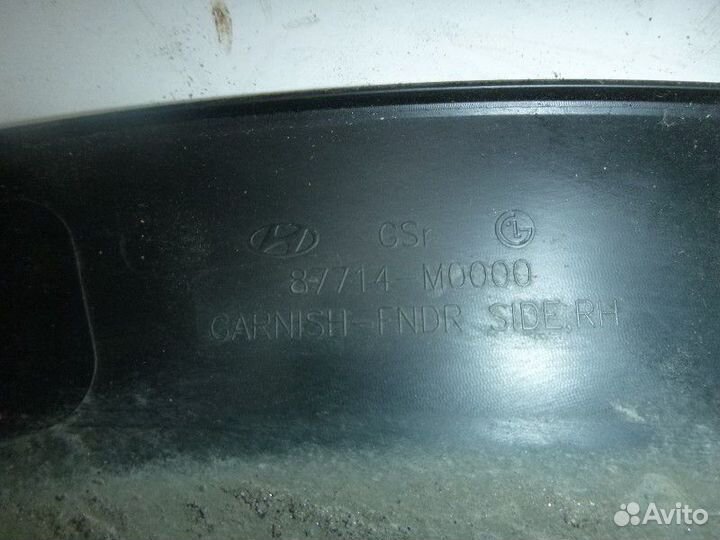 GSr
87714-M0000
GARNISH-FNDR SIDE,RH
Avito